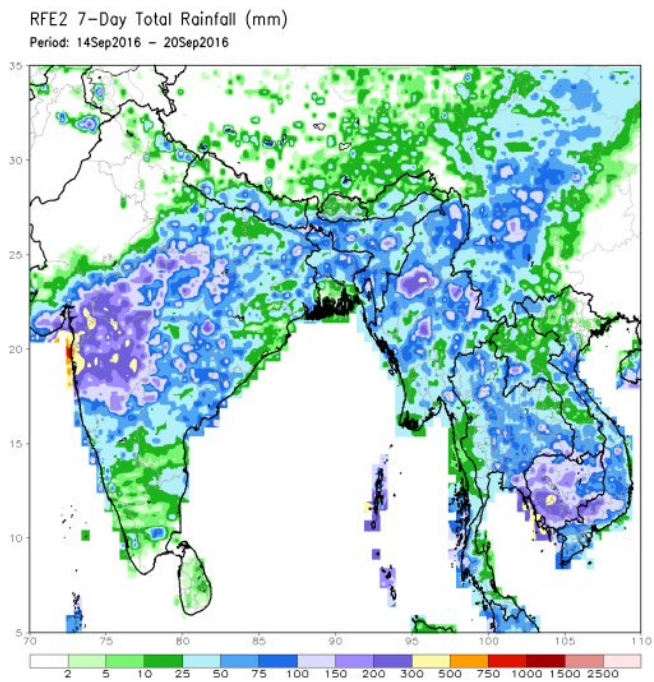 RFE2 7-Day Total Rainfall (mm)
Period: 14Sep2016 – 20Sep2016
35
30
25
20
15
10
5
70 75 80 85 90 95 100 105 110
2 5 10 25 50 75 100 150 200 300 500 750 1000 1500 2500